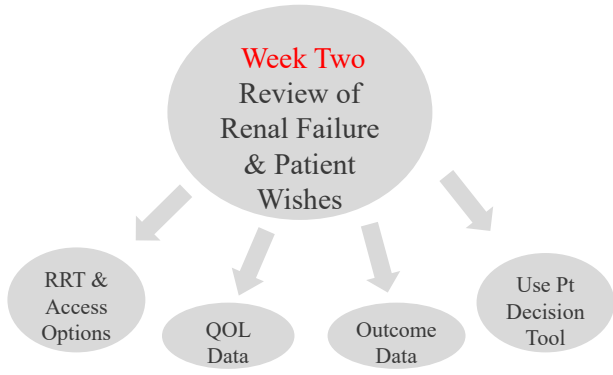 Week Two
Review of
Renal Failure
& Patient
Wishes
RRT &
Access
Options
QOL
Data
Outcome
Data
Use Pt
Decision
Tool